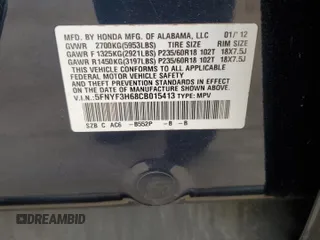 MFD. BY HONDA MFG. OF ALABAMA, LLC 01/'12
GVWR 2700KG(5953LBS) TIRE SIZE RIM SIZE
GAWR F 1325KG(2921LBS) P235/60R18 102T 18X7.5J
GAWR R 1450KG(3197LBS) P235/60R18 102T 18X7.5J
THIS VEHICLE CONFORMS TO ALL APPLICABLE
FEDERAL MOTOR VEHICLE SAFETY AND
THEFT PREVENTION STANDARDS IN EFFECT ON THE
DATE OF MANUFACTURE SHOWN ABOVE.
V.I.N.: 5FNYF3H68CB015413 TYPE: MPV
SZB C AC6 -B552P -B -B
DREAMBID